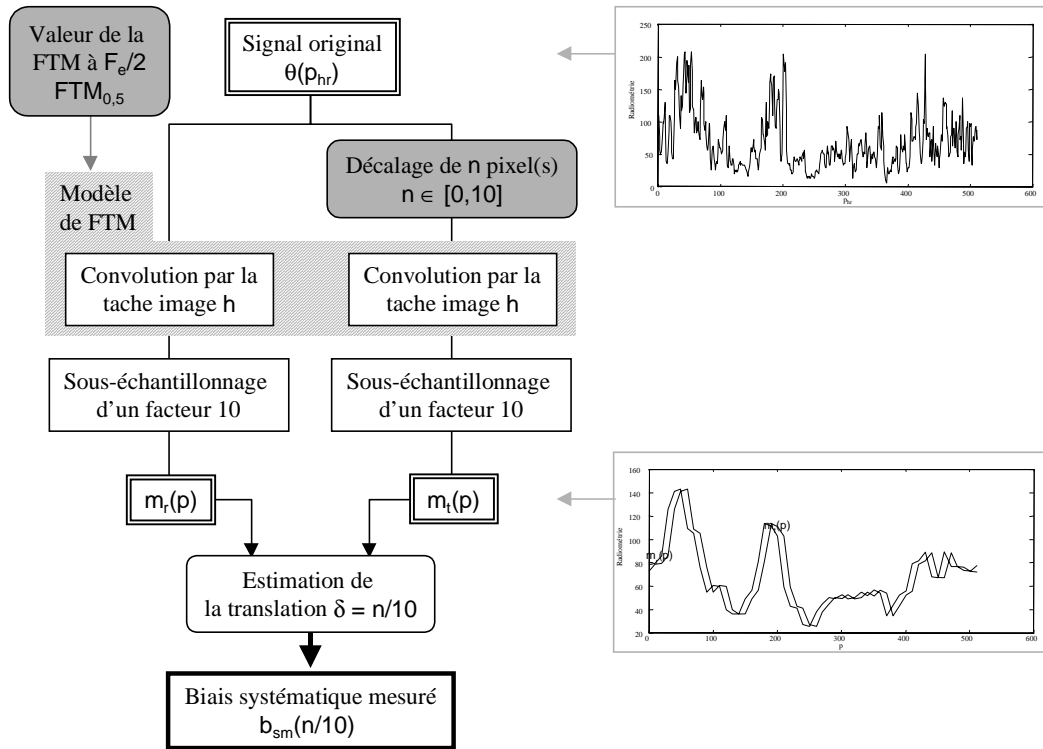 Valeur de la
FTM à Fe/2
FTM0,5
Signal original
θ(phr)
Décalage de n pixel(s)
n ∈ [0,10]
Modèle
de FTM
Convolution par la
tache image h
Convolution par la
tache image h
Sous-échantillonnage
d'un facteur 10
Sous-échantillonnage
d'un facteur 10
mr(p)
mt(p)
Estimation de
la translation δ = n/10
Biais systématique mesuré
bsm(n/10)
Radiométrie
250
200
150
100
50
0
0 100 200 300 400 500 600
Phr
Radiométrie
160
140
120
100
80
60
40
20
m (p)
m (p)
0 100 200 300 400 500 600
p